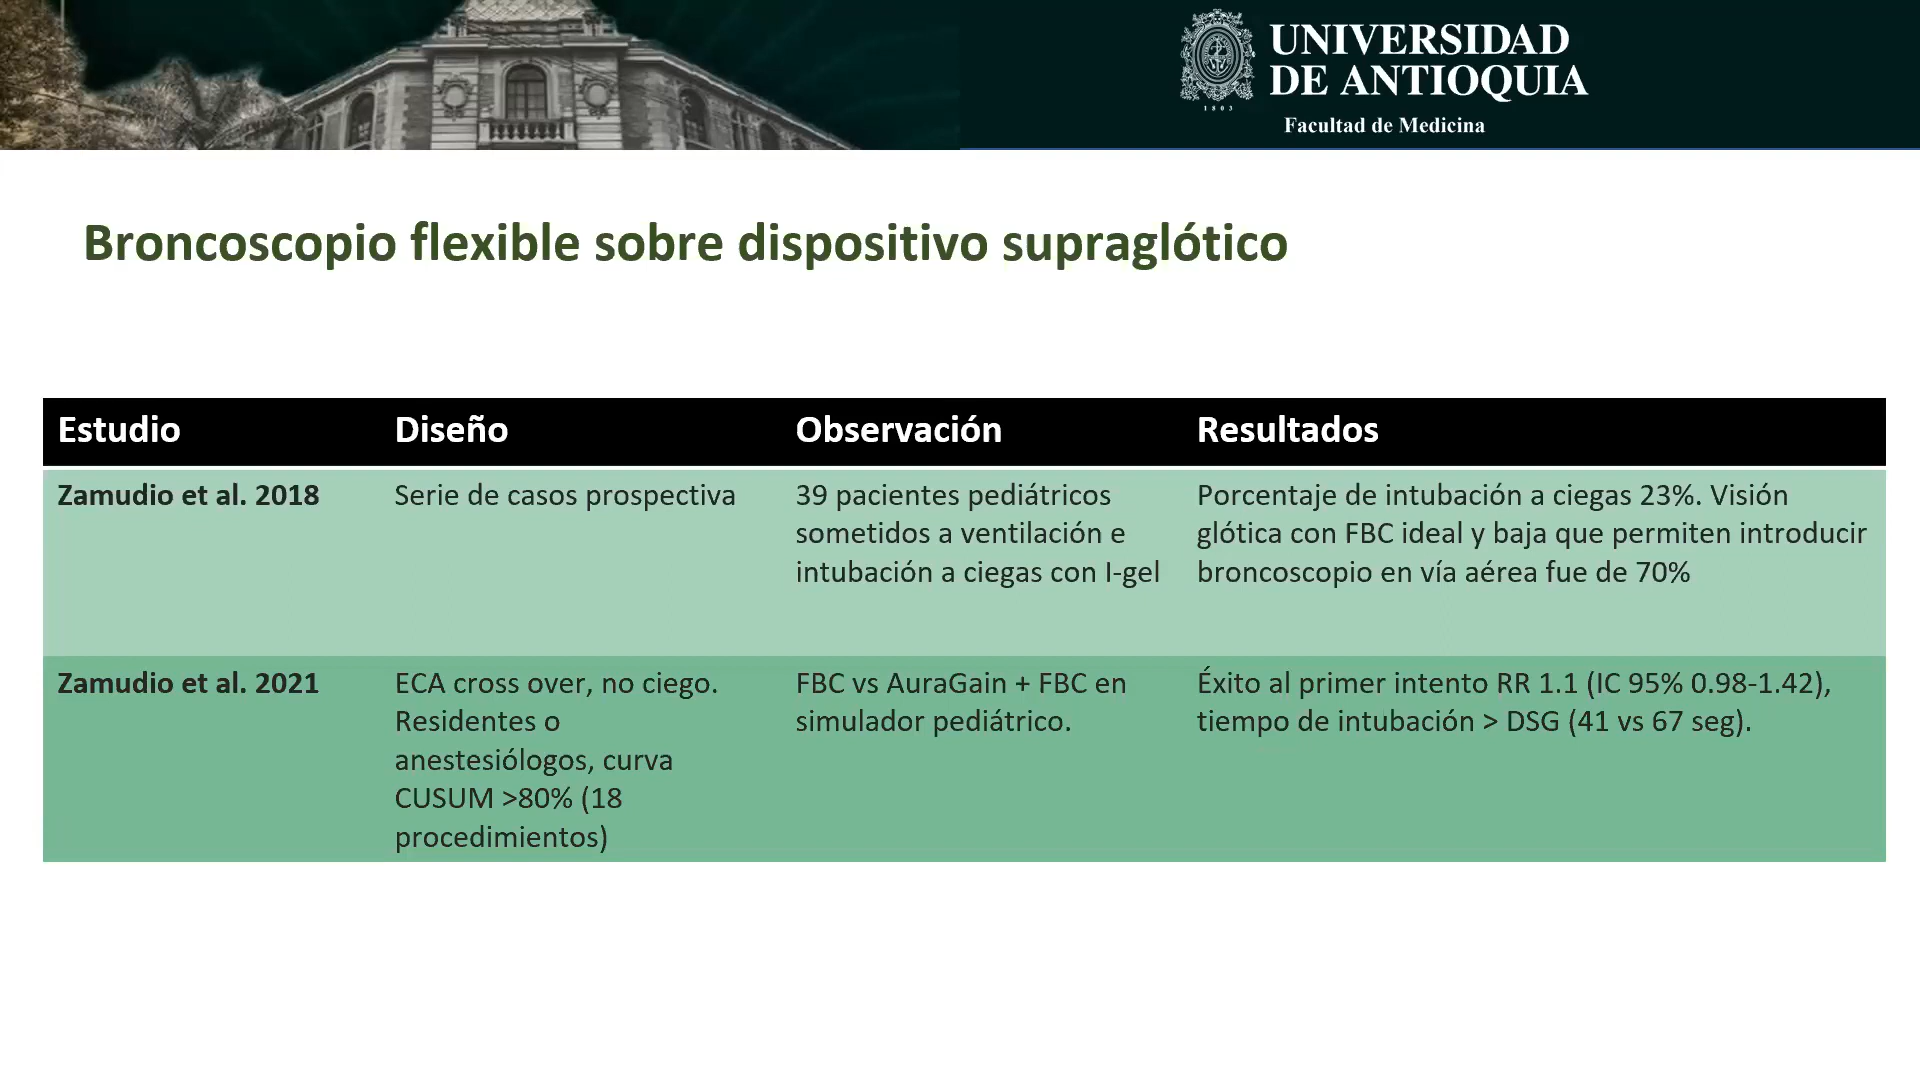 UNIVERSIDAD
DE ANTIOQUIA
1803
Facultad de Medicina
Broncoscopio flexible sobre dispositivo supraglótico
Estudio Diseño Observación Resultados
Zamudio et al. 2018
Serie de casos prospectiva
39 pacientes pediátricos
sometidos a ventilación e
intubación a ciegas con I-gel
Porcentaje de intubación a ciegas 23%. Visión
glótica con FBC ideal y baja que permiten introducir
broncoscopio en vía aérea fue de 70%
Zamudio et al. 2021
ECA cross over, no ciego.
Residentes o
anestesiólogos, curva
CUSUM >80% (18
procedimientos)
FBC vs AuraGain + FBC en
simulador pediátrico.
Éxito al primer intento RR 1.1 (IC 95% 0.98-1.42),
tiempo de intubación > DSG (41 vs 67 seg).